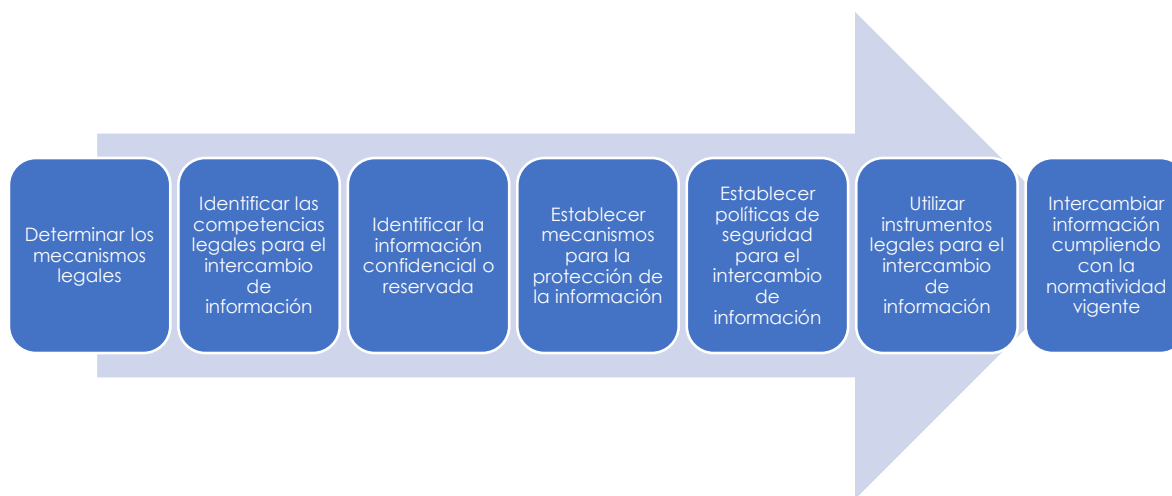 Determinar los
mecanismos
legales
Identificar las
competencias
legales para el
intercambio
de
información
Identificar la
información
confidencial o
reservada
Establecer
mecanismos
para la
protección de
la información
Establecer
políticas de
seguridad
para el
intercambio
de
información
Utilizar
instrumentos
legales para el
intercambio
de
información
Intercambiar
información
cumpliendo
con la
normatividad
vigente